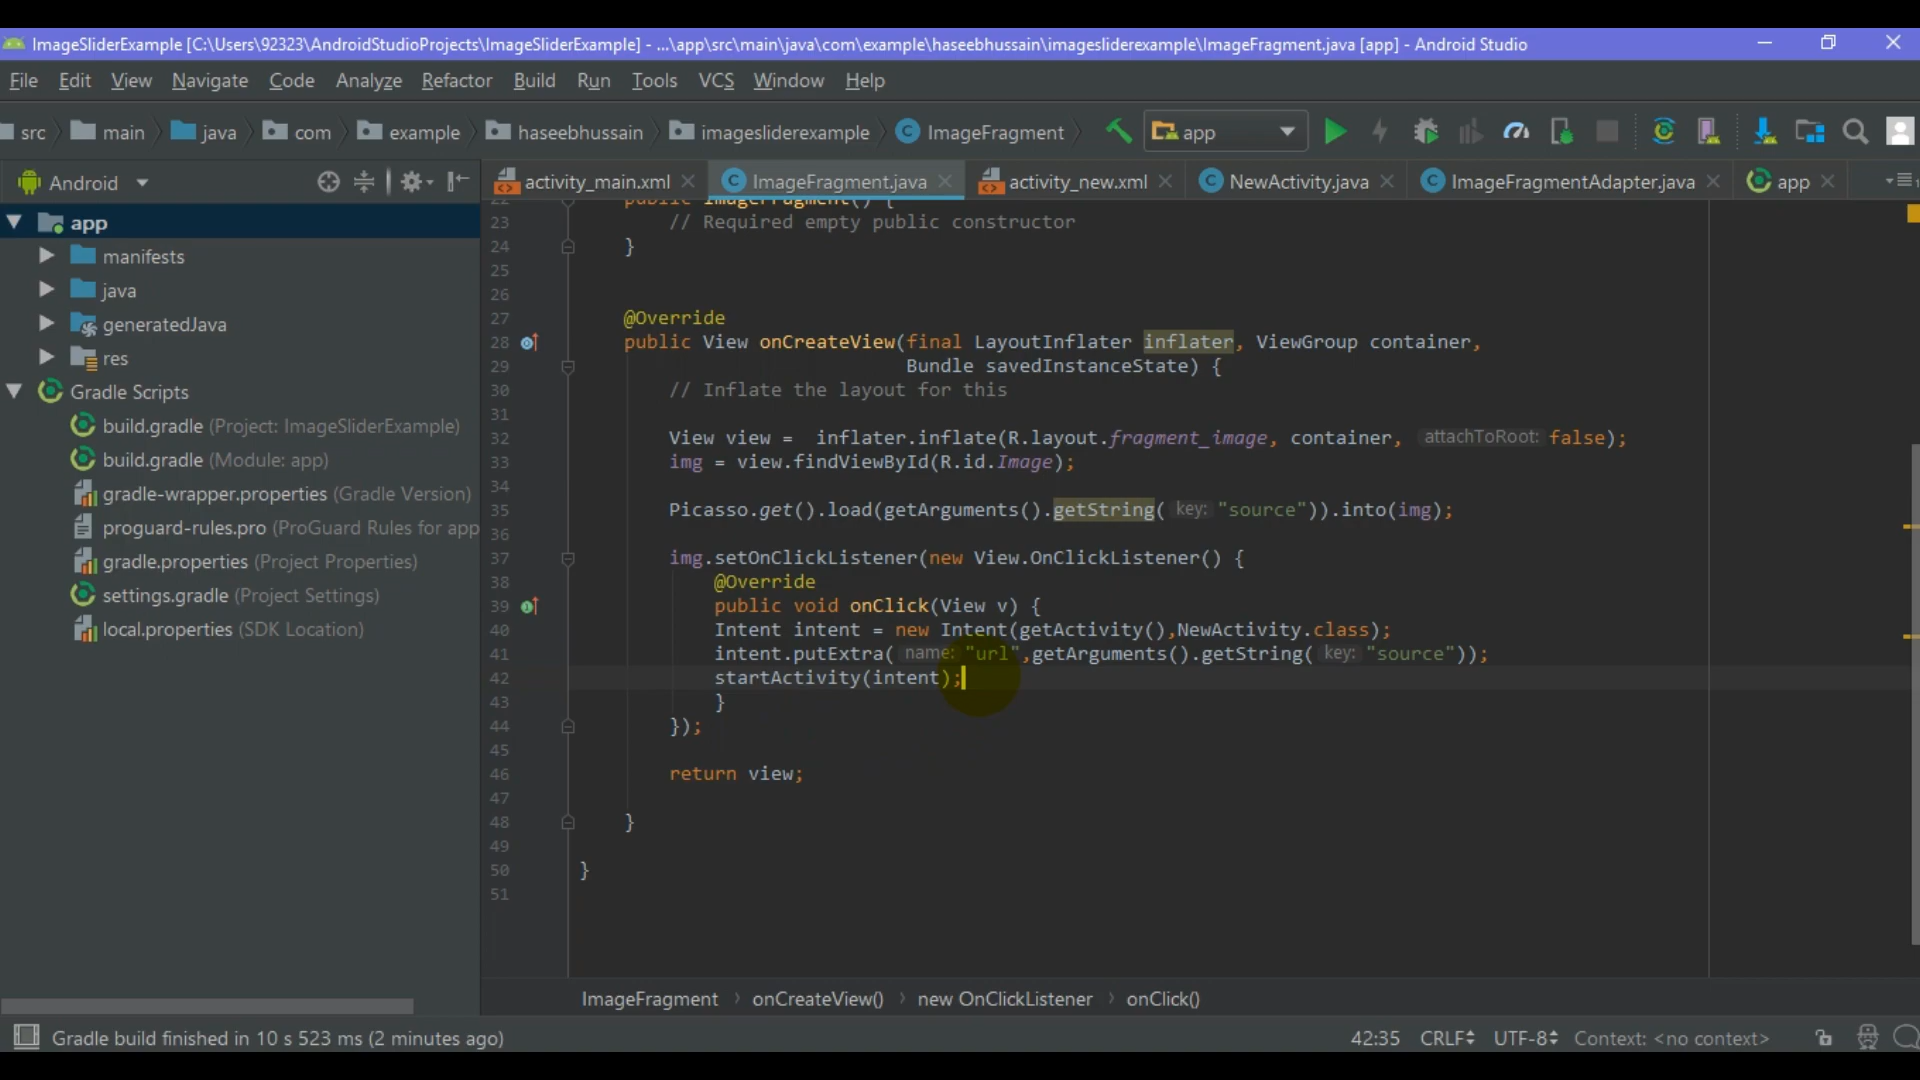 ImageSliderExample [C:\Users\92323\AndroidStudioProjects\ImageSliderExample] - ...\app\src\main\java\com\example\haseebhussain\imagesliderexample\ImageFragment.java [app] - Android Studio
File Edit View Navigate Code Analyze Refactor Build Run Tools VCS Window Help
src main java com example haseebhussain imagesliderexample ImageFragment app
Android activity_main.xml ImageFragment.java activity_new.xml NewActivity.java ImageFragmentAdapter.java app
app
manifests
java
generatedJava
res
Gradle Scripts
build.gradle (Project: ImageSliderExample)
build.gradle (Module: app)
gradle-wrapper.properties (Gradle Version)
proguard-rules.pro (ProGuard Rules for app
gradle.properties (Project Properties)
settings.gradle (Project Settings)
local.properties (SDK Location)
22 public ImageFragment() {
23 // Required empty public constructor
24 }
25
26
27 @Override
28 public View onCreateView(final LayoutInflater inflater, ViewGroup container,
29 Bundle savedInstanceState) {
30 // Inflate the layout for this
31
32 View view = inflater.inflate(R.layout.fragment_image, container, attachToRoot: false);
33 img = view.findViewById(R.id.Image);
34
35 Picasso.get().load(getArguments().getString( key: "source")).into(img);
36
37 img.setOnClickListener(new View.OnClickListener() {
38 @Override
39 public void onClick(View v) {
40 Intent intent = new Intent(getActivity(),NewActivity.class);
41 intent.putExtra( name: "url",getArguments().getString( key: "source"));
42 startActivity(intent);
43 }
44 });
45
46 return view;
47
48 }
49
50 }
51
ImageFragment onCreateView() new OnClickListener onClick()
Gradle build finished in 10 s 523 ms (2 minutes ago) 42:35 CRLF UTF-8 Context: <no context>